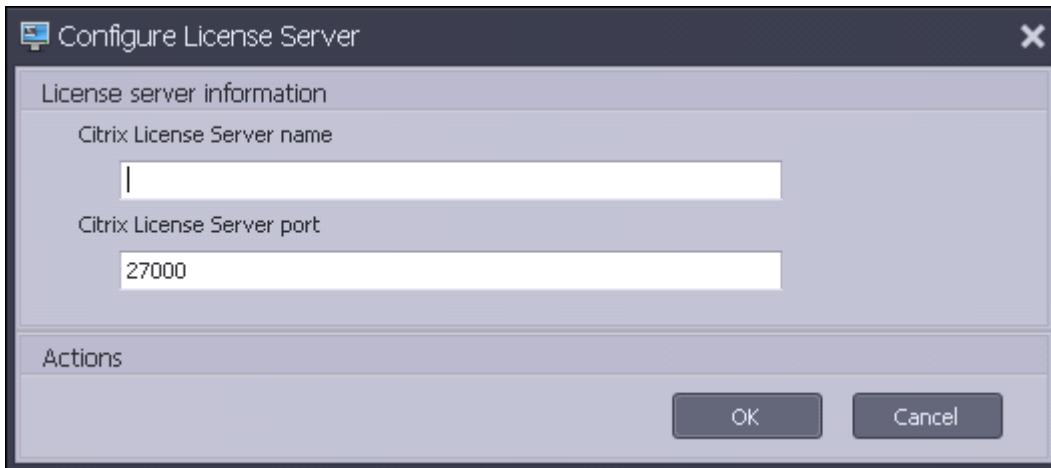 Configure License Server
License server information
Citrix License Server name
Citrix License Server port
27000
Actions
OK Cancel